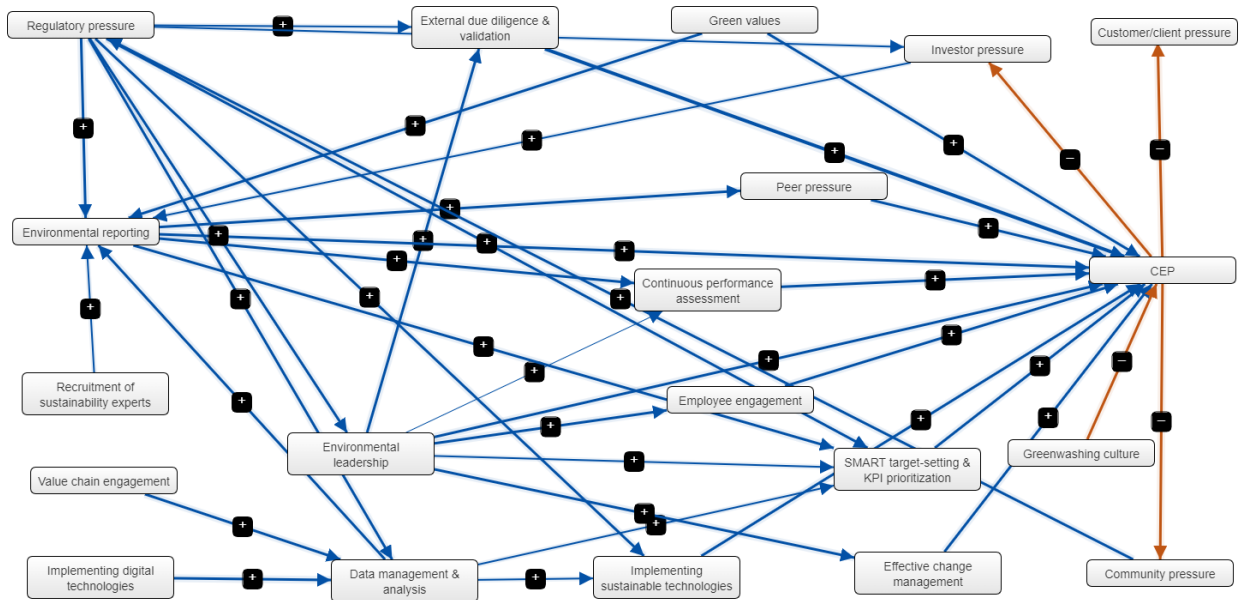 Regulatory pressure
+
External due diligence &
validation
Green values
Investor pressure
Customer/client pressure
+
+
+
+
+
−
−
Peer pressure
+
+
Environmental reporting
+
+
+
+
+
Continuous performance
assessment
+
CEP
+
+
+
+
+
+
+
+
+
−
Recruitment of
sustainability experts
Employee engagement
+
+
+
+
−
Environmental
leadership
+
SMART target-setting &
KPI prioritization
Greenwashing culture
Value chain engagement
+
+
+
Implementing digital
technologies
+
Data management &
analysis
+
Implementing
sustainable technologies
Effective change
management
Community pressure